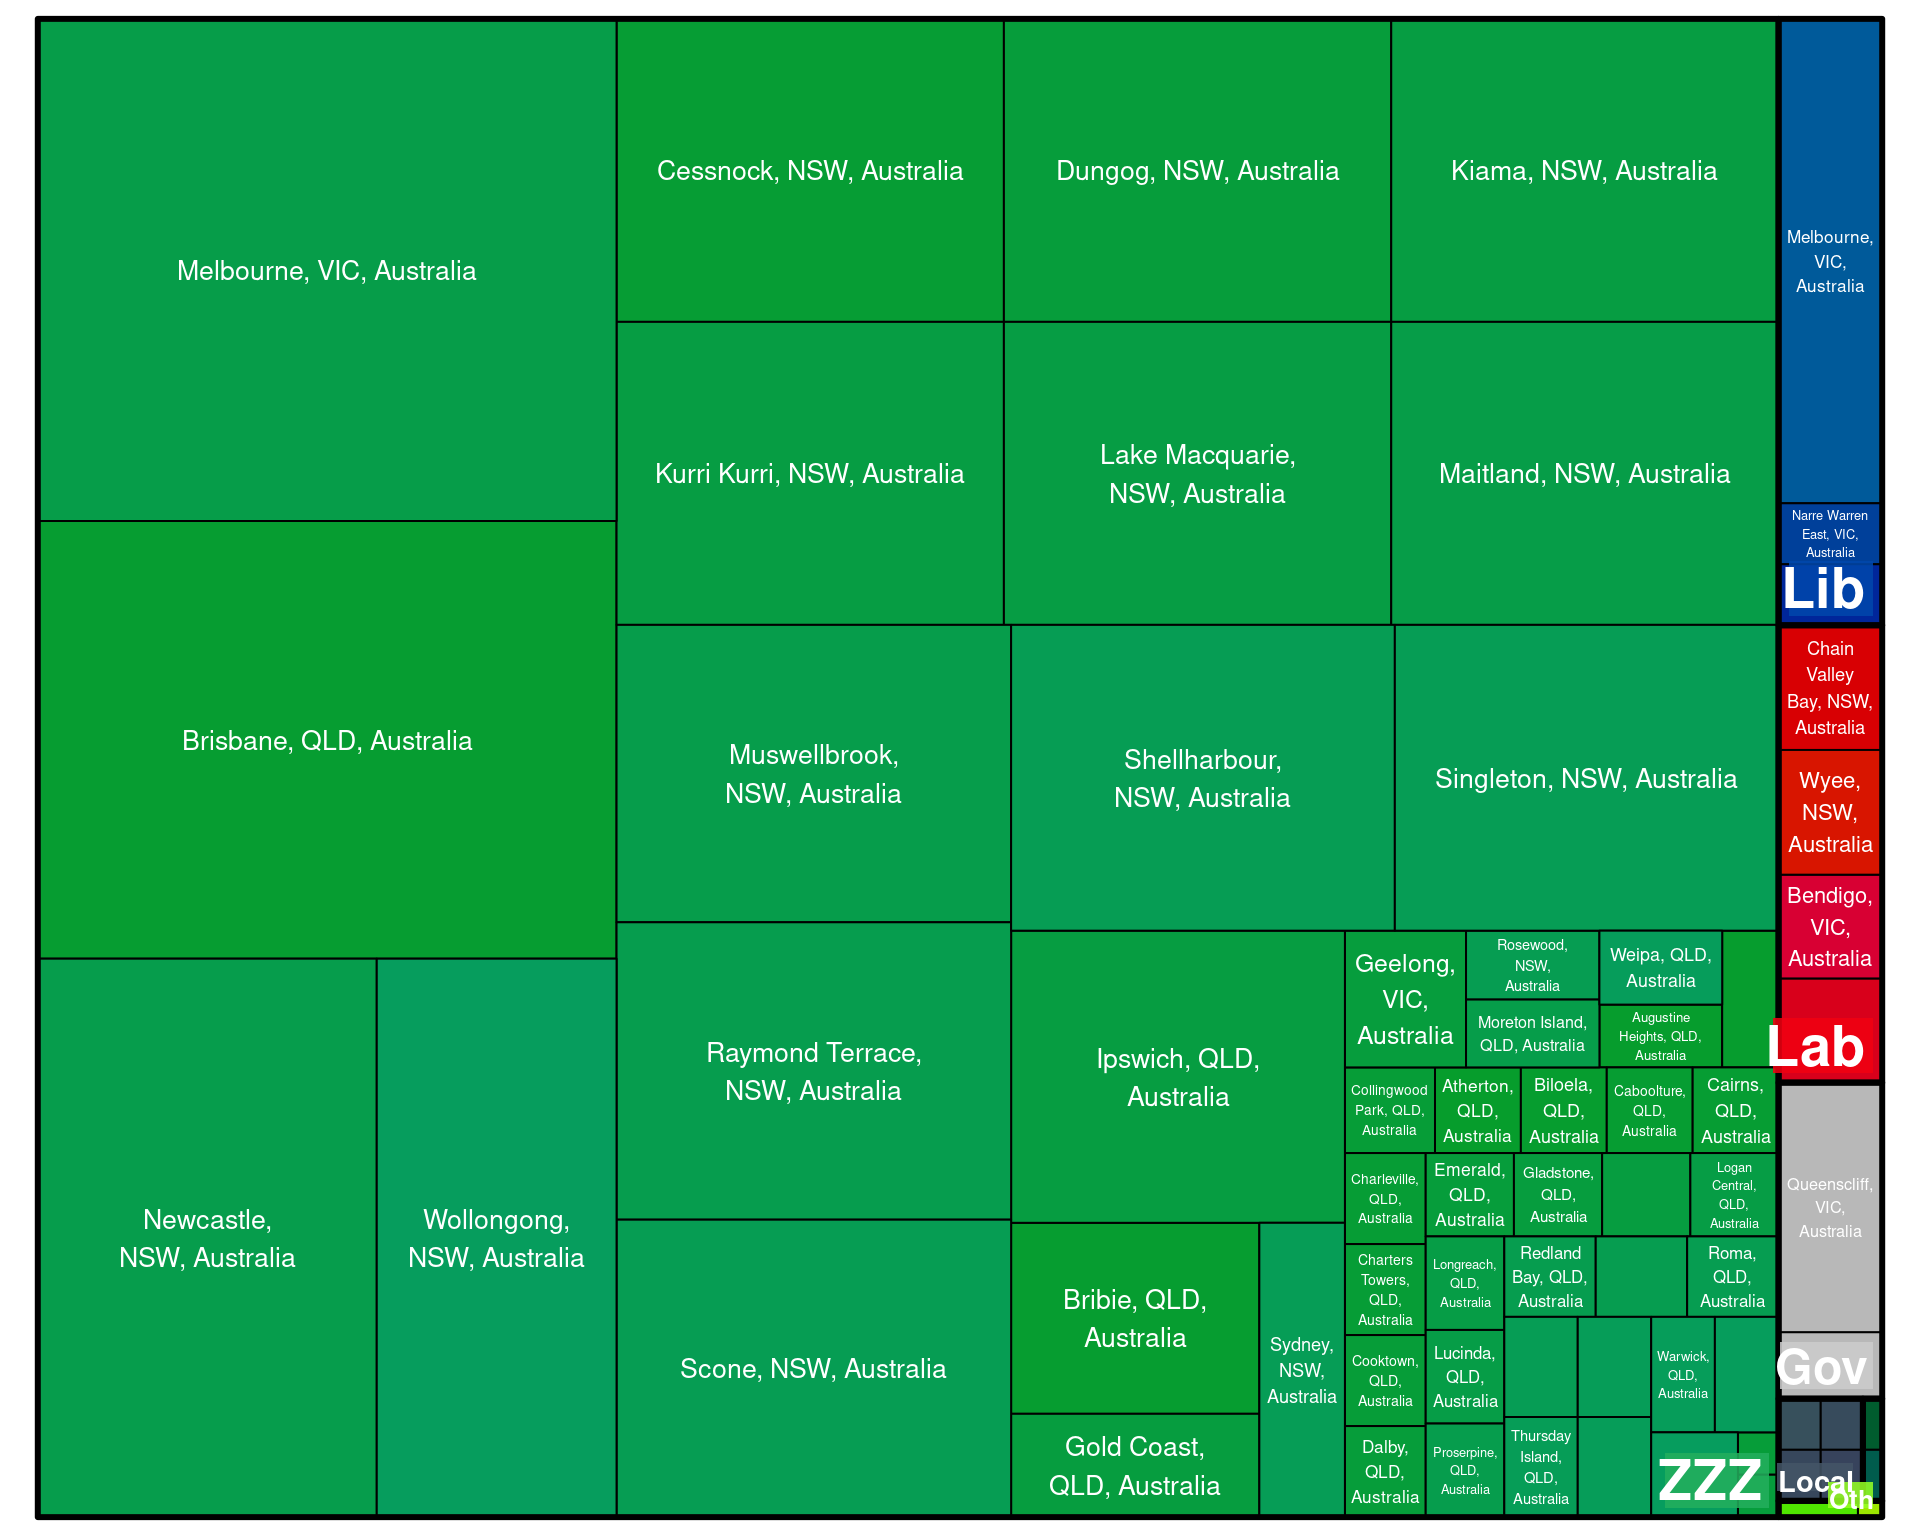 Melbourne, VIC, Australia
Cessnock, NSW, Australia
Dungog, NSW, Australia
Kiama, NSW, Australia
Kurri Kurri, NSW, Australia
Lake Macquarie,
NSW, Australia
Maitland, NSW, Australia
Brisbane, QLD, Australia
Muswellbrook,
NSW, Australia
Shellharbour,
NSW, Australia
Singleton, NSW, Australia
Newcastle,
NSW, Australia
Wollongong,
NSW, Australia
Raymond Terrace,
NSW, Australia
Scone, NSW, Australia
Ipswich, QLD,
Australia
Bribie, QLD,
Australia
Gold Coast,
QLD, Australia
Sydney,
NSW,
Australia
Geelong,
VIC,
Australia
Rosewood,
NSW,
Australia
Moreton Island,
QLD, Australia
Weipa, QLD,
Australia
Augustine
Heights, QLD,
Australia
Collingwood
Park, QLD,
Australia
Atherton,
QLD,
Australia
Biloela,
QLD,
Australia
Caboolture,
QLD,
Australia
Cairns,
QLD,
Australia
Charleville,
QLD,
Australia
Emerald,
QLD,
Australia
Gladstone,
QLD,
Australia
Logan
Central,
QLD,
Australia
Charters
Towers,
QLD,
Australia
Longreach,
QLD,
Australia
Redland
Bay, QLD,
Australia
Roma,
QLD,
Australia
Cooktown,
QLD,
Australia
Lucinda,
QLD,
Australia
Warwick,
QLD,
Australia
Dalby,
QLD,
Australia
Proserpine,
QLD,
Australia
Thursday
Island,
QLD,
Australia
ZZZ
Melbourne,
VIC,
Australia
Narre Warren
East, VIC,
Australia
Lib
Chain
Valley
Bay, NSW,
Australia
Wyee,
NSW,
Australia
Bendigo,
VIC,
Australia
Lab
Queenscliff,
VIC,
Australia
Gov
Local
Oth